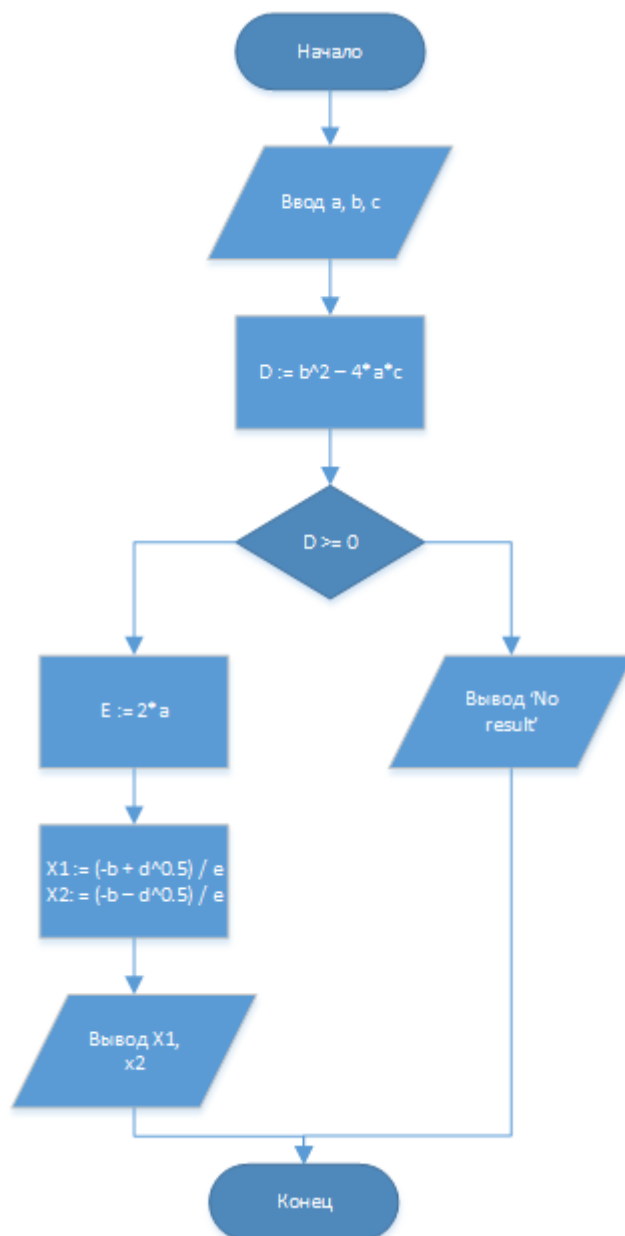 Начало
Ввод a, b, c
D := b^2 – 4*a*c
D >= 0
E := 2*a
Вывод ‘No
result’
X1 := (-b + d^0.5) / e
X2: = (-b – d^0.5) / e
Вывод X1,
x2
Конец